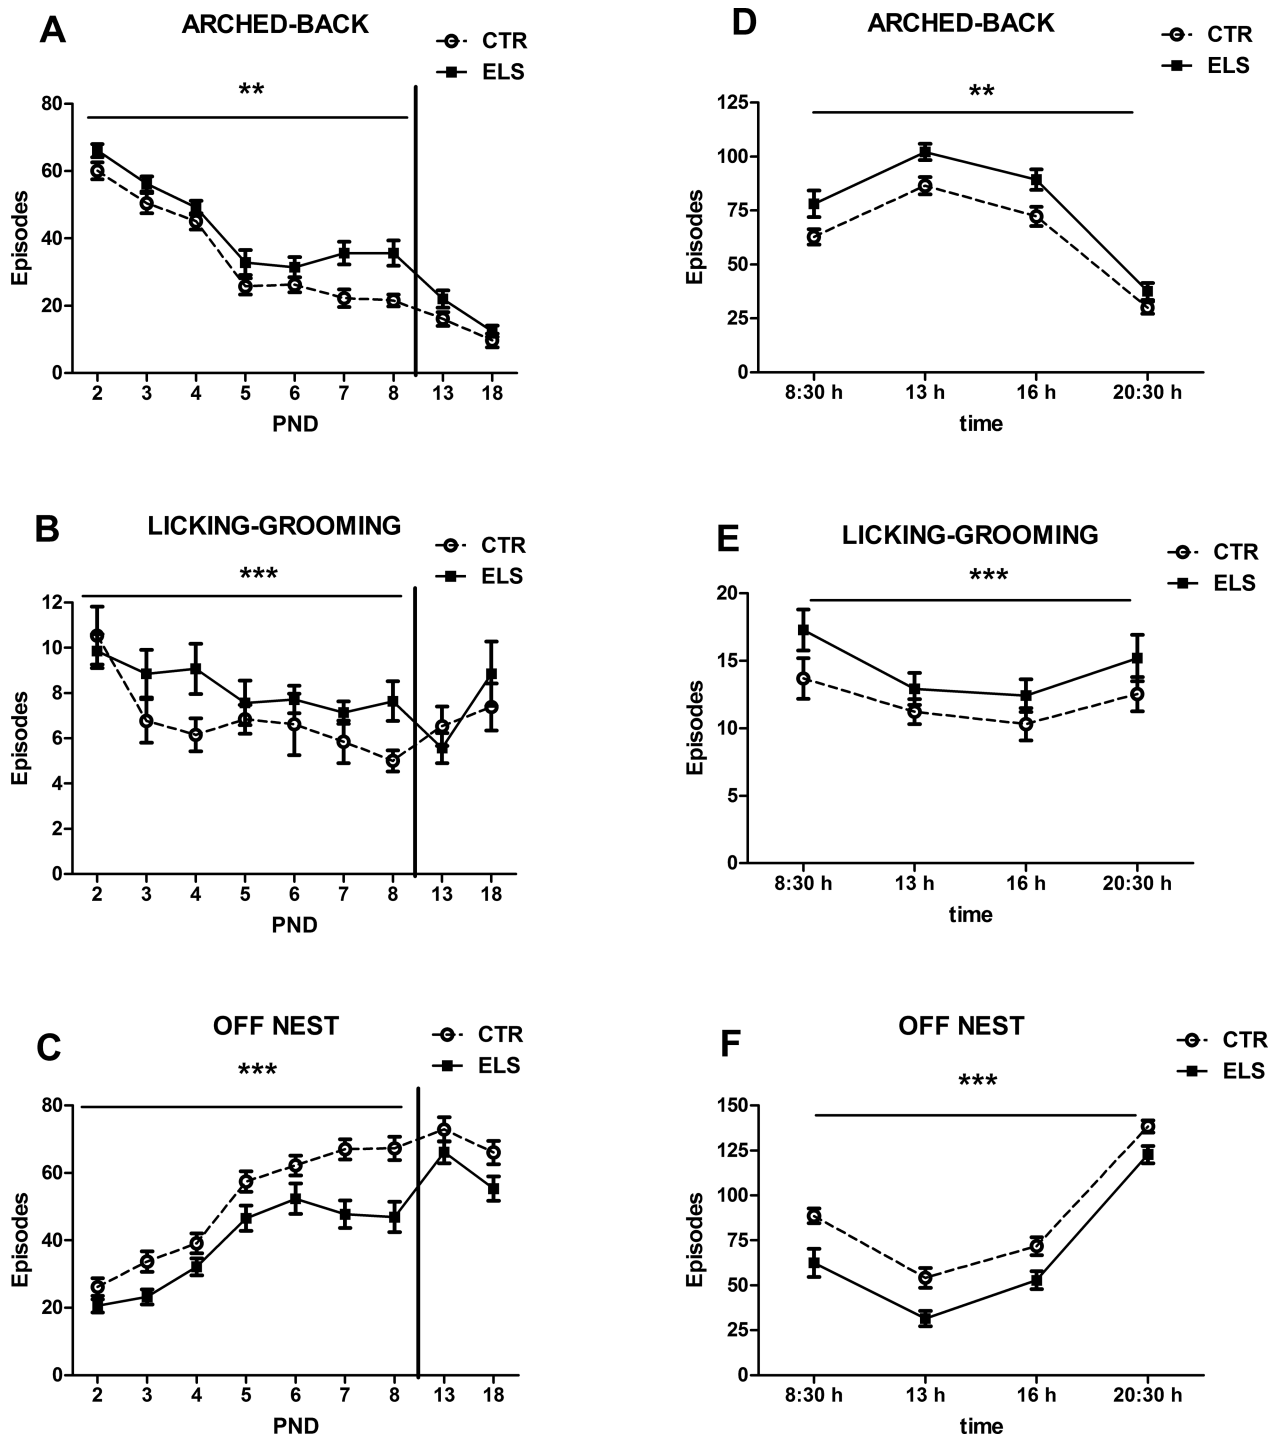 A
ARCHED-BACK
CTR
ELS
**
80
60
40
20
0
Episodes
2 3 4 5 6 7 8 13 18
PND
D
ARCHED-BACK
CTR
ELS
**
125
100
75
50
25
0
Episodes
8:30 h 13 h 16 h 20:30 h
time
B
LICKING-GROOMING
CTR
ELS
***
12
10
8
6
4
2
0
Episodes
2 3 4 5 6 7 8 13 18
PND
E
LICKING-GROOMING
CTR
ELS
***
20
15
10
5
0
Episodes
8:30 h 13 h 16 h 20:30 h
time
C
OFF NEST
CTR
ELS
***
80
60
40
20
0
Episodes
2 3 4 5 6 7 8 13 18
PND
F
OFF NEST
CTR
ELS
***
150
125
100
75
50
25
0
Episodes
8:30 h 13 h 16 h 20:30 h
time